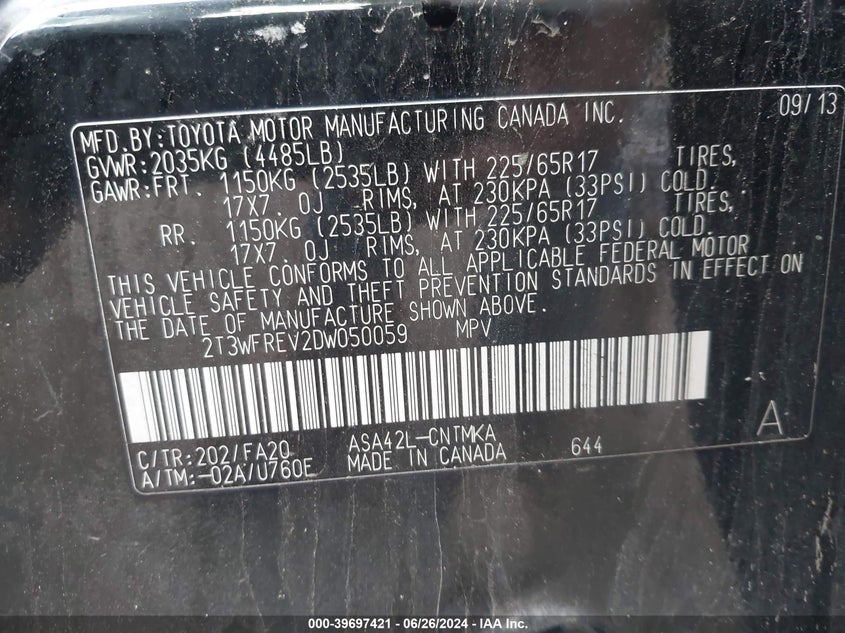 09/13
MFD.BY:TOYOTA MOTOR MANUFACTURING CANADA INC.
GVWR:2035KG (4485LB)
GAWR:FRT. 1150KG (2535LB) WITH 225/65R17 TIRES,
17X7.0J RIMS, AT 230KPA (33PSI) COLD.
RR. 1150KG (2535LB) WITH 225/65R17 TIRES,
17X7.0J RIMS, AT 230KPA (33PSI) COLD.
THIS VEHICLE CONFORMS TO ALL APPLICABLE FEDERAL MOTOR
VEHICLE SAFETY AND THEFT PREVENTION STANDARDS IN EFFECT ON
THE DATE OF MANUFACTURE SHOWN ABOVE.
2T3WFREV2DW050059 MPV
A
C/TR:202/FA20 ASA42L-CNTMKA 644
A/TM:-02A/U760E MADE IN CANADA
000-39697421 - 06/26/2024 - IAA Inc.